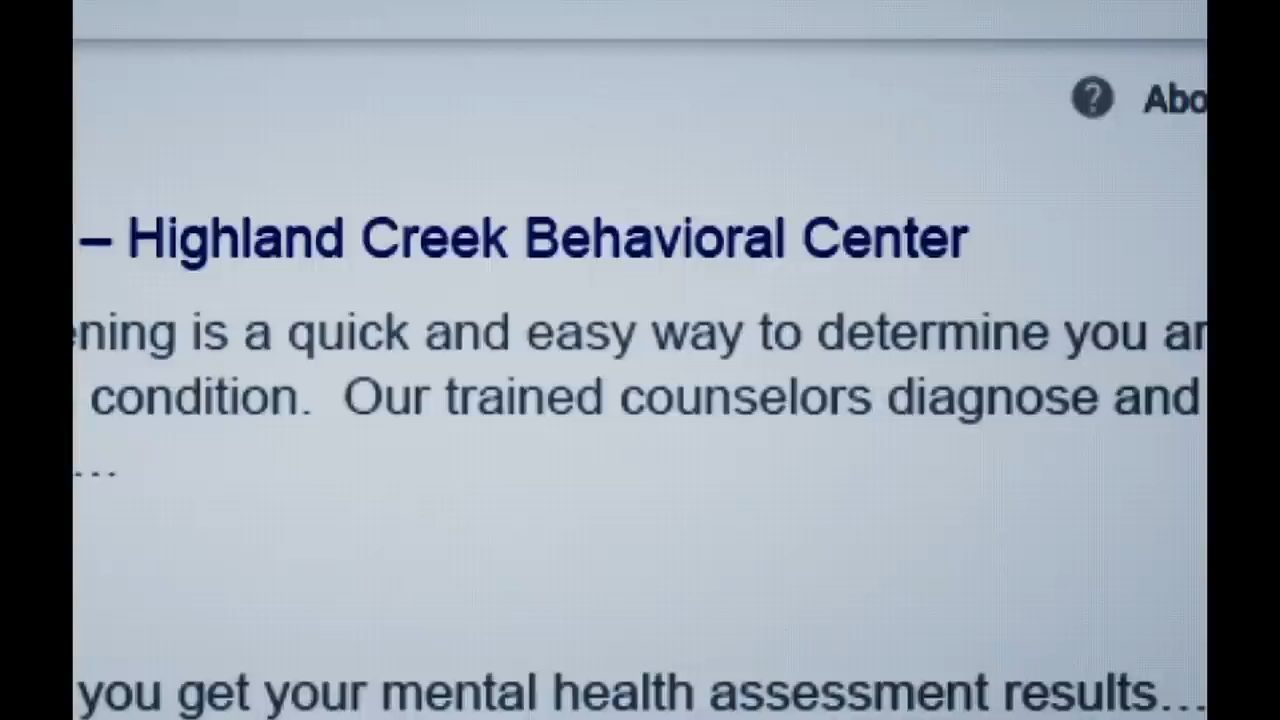 ? Abo
– Highland Creek Behavioral Center
ning is a quick and easy way to determine you ar
condition. Our trained counselors diagnose and
...
you get your mental health assessment results...